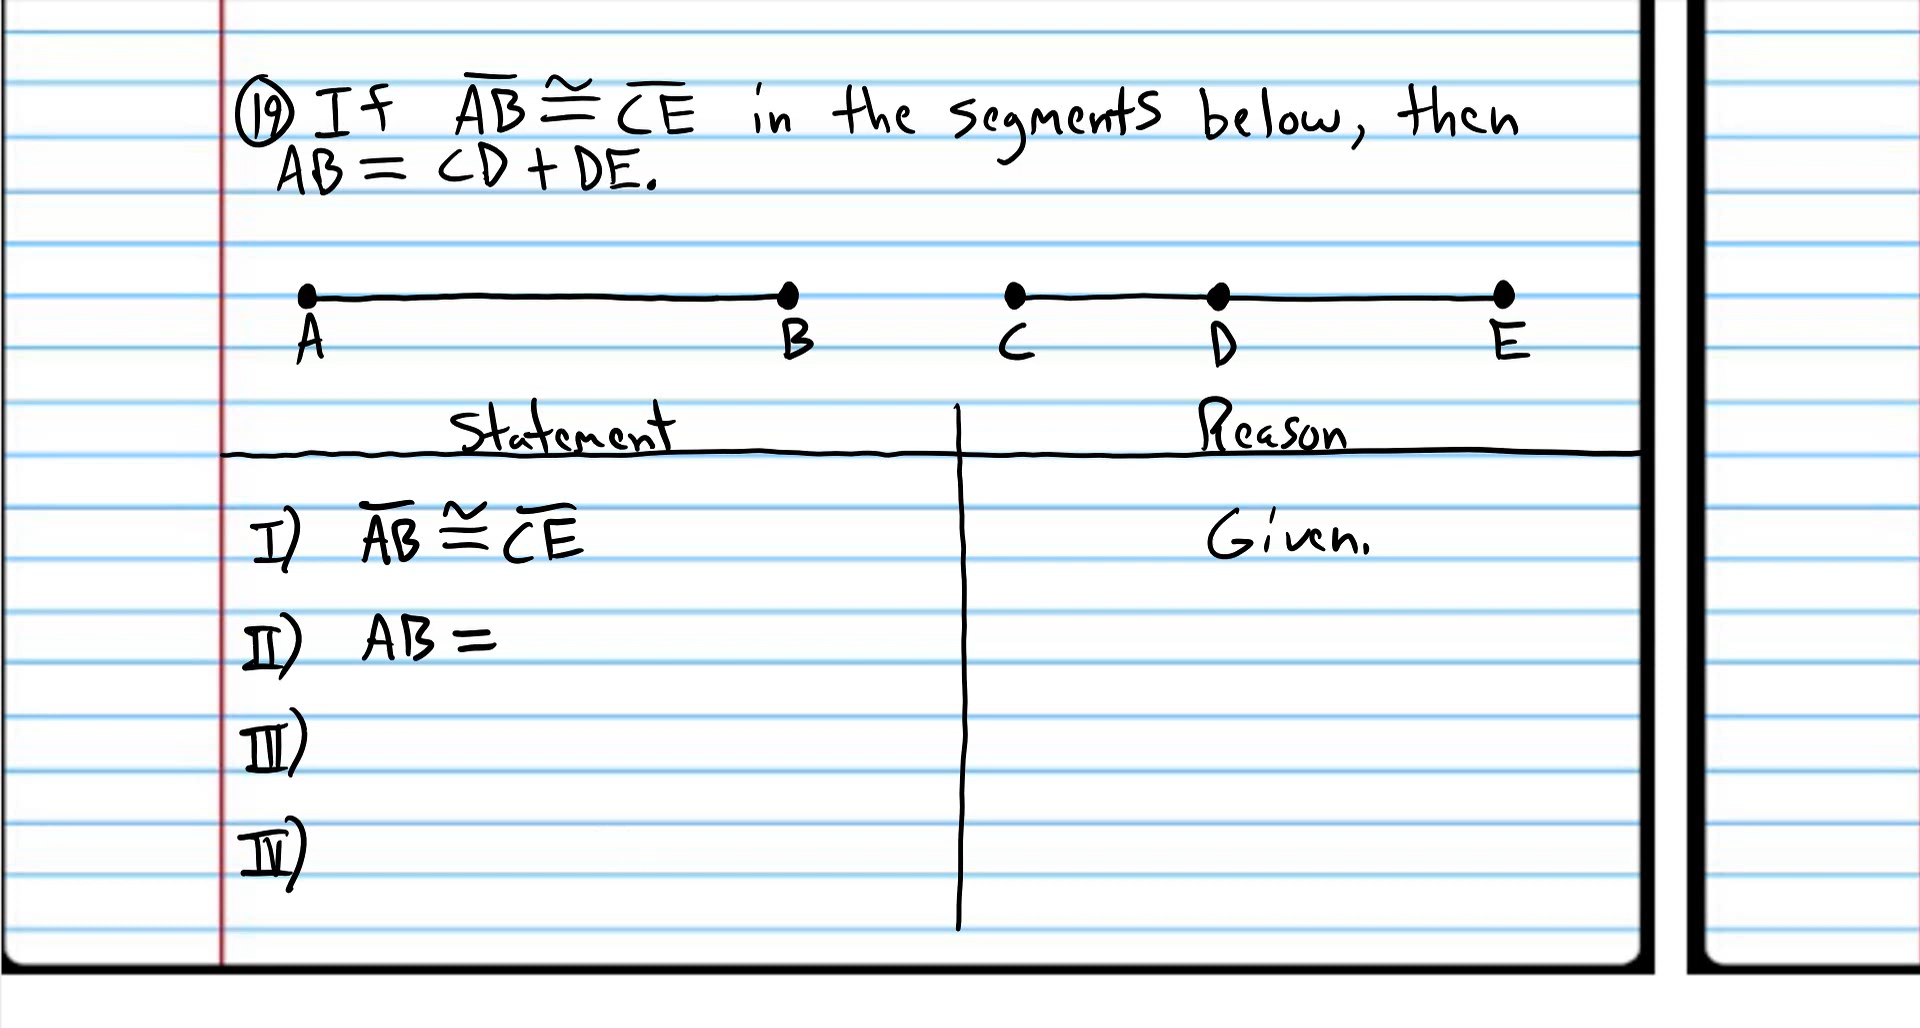 19 If AB ≅ CE in the segments below, then
AB = CD + DE.
A B C D E
Statement Reason
I) AB ≅ CE Given.
II) AB =
III)
IV)